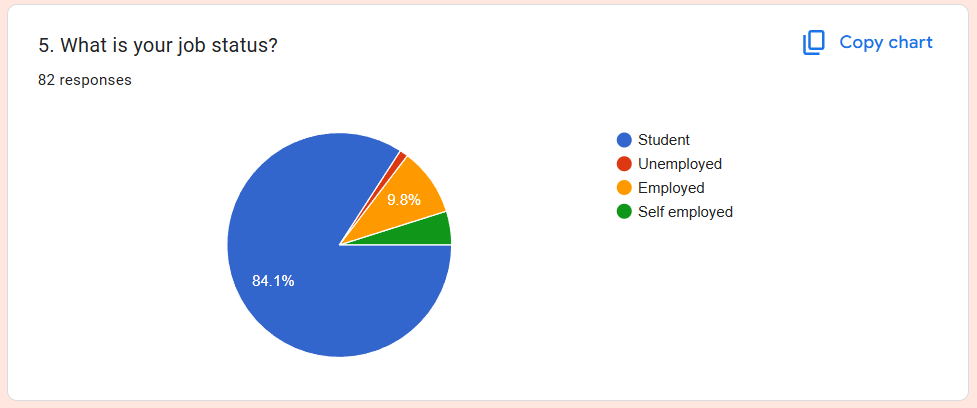 5. What is your job status?
Copy chart
82 responses
Student
Unemployed
Employed
Self employed
9.8%
84.1%